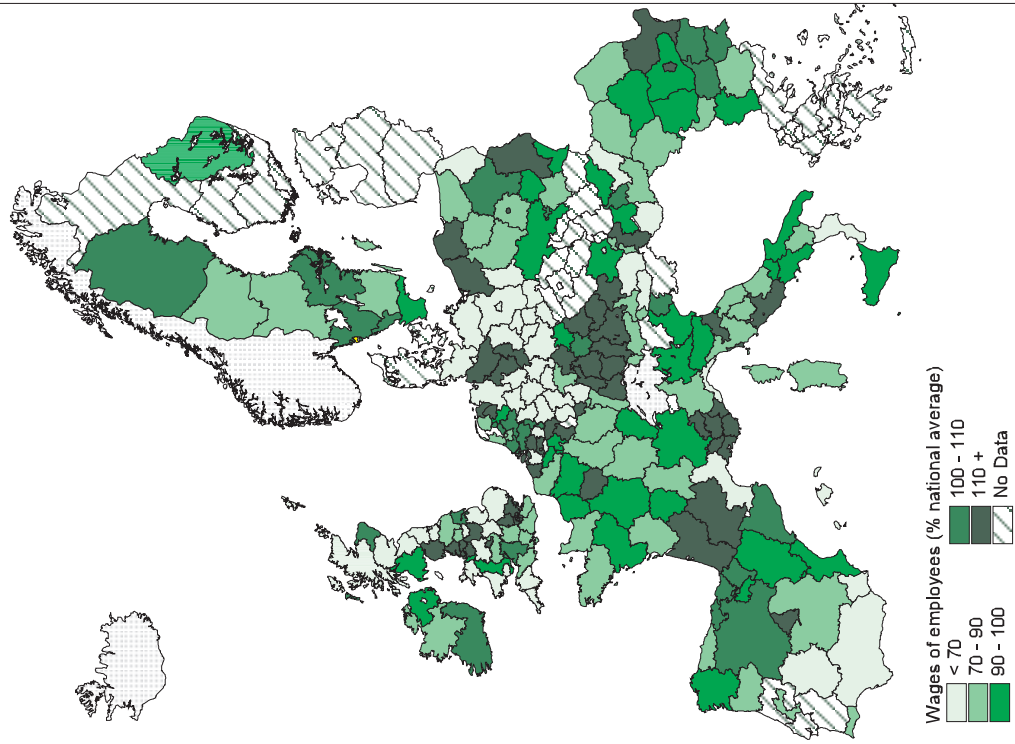 Wages of employees (% national average)
< 70
70 - 90
90 - 100
100 - 110
110 +
No Data